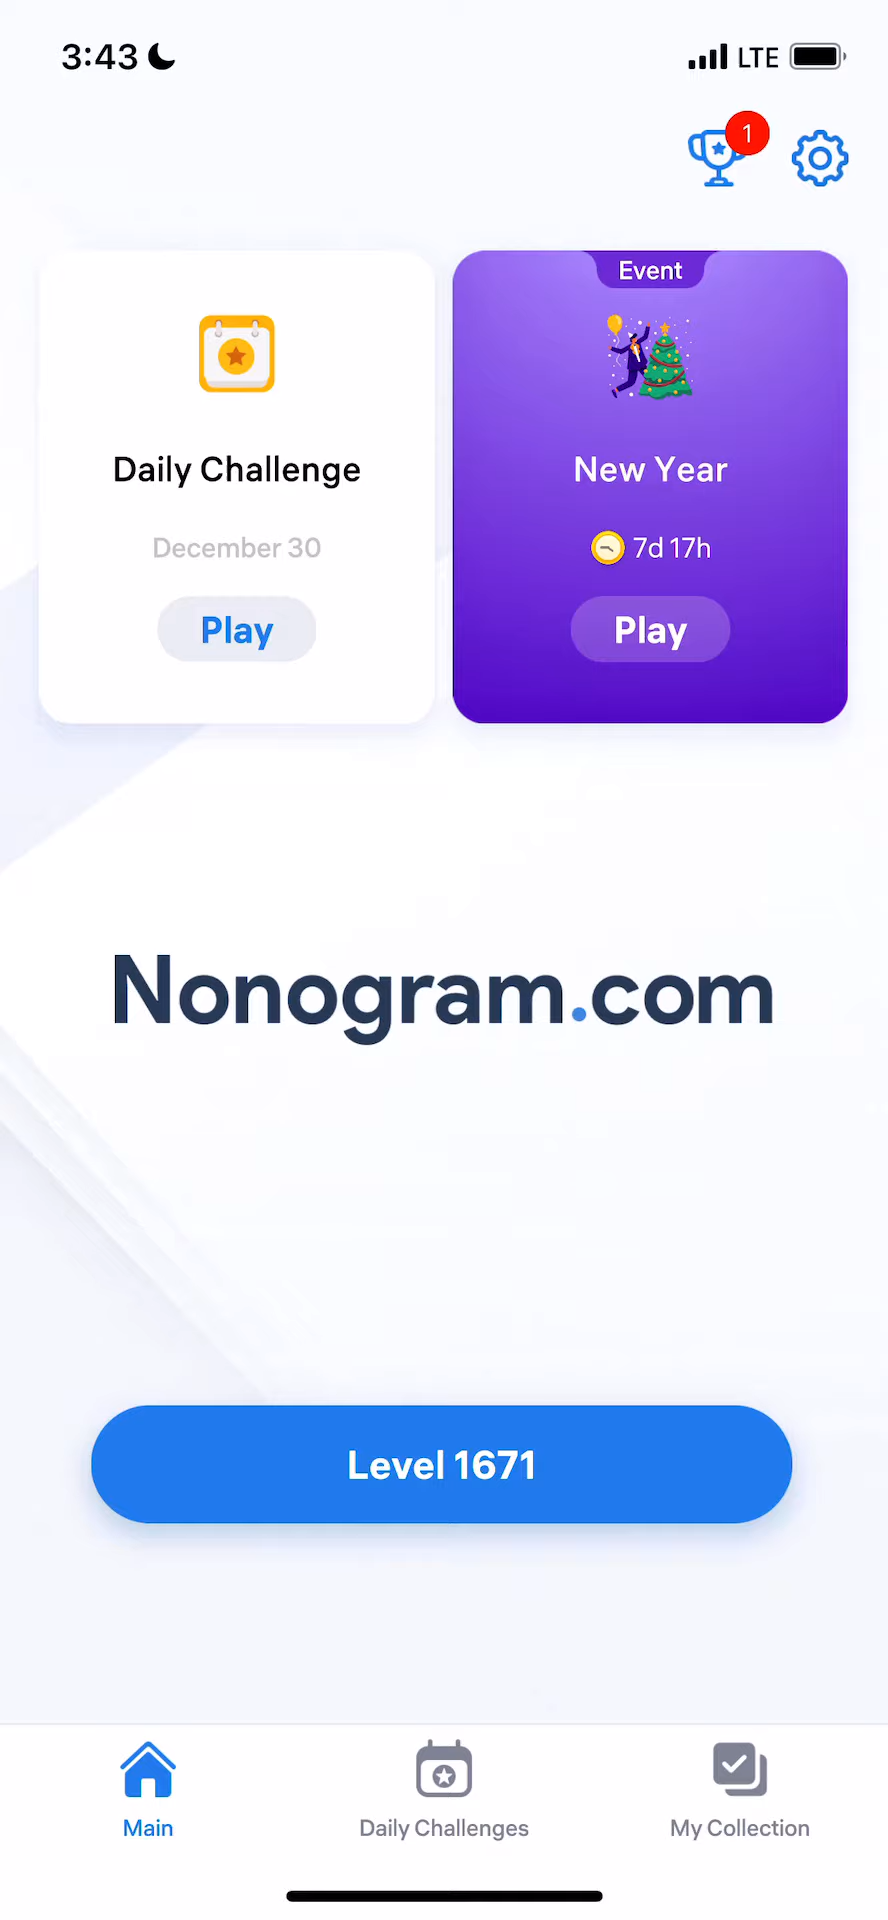 3:43
LTE
1
Event
Daily Challenge
New Year
December 30
7d 17h
Play
Play
Nonogram.com
Level 1671
Main
Daily Challenges
My Collection